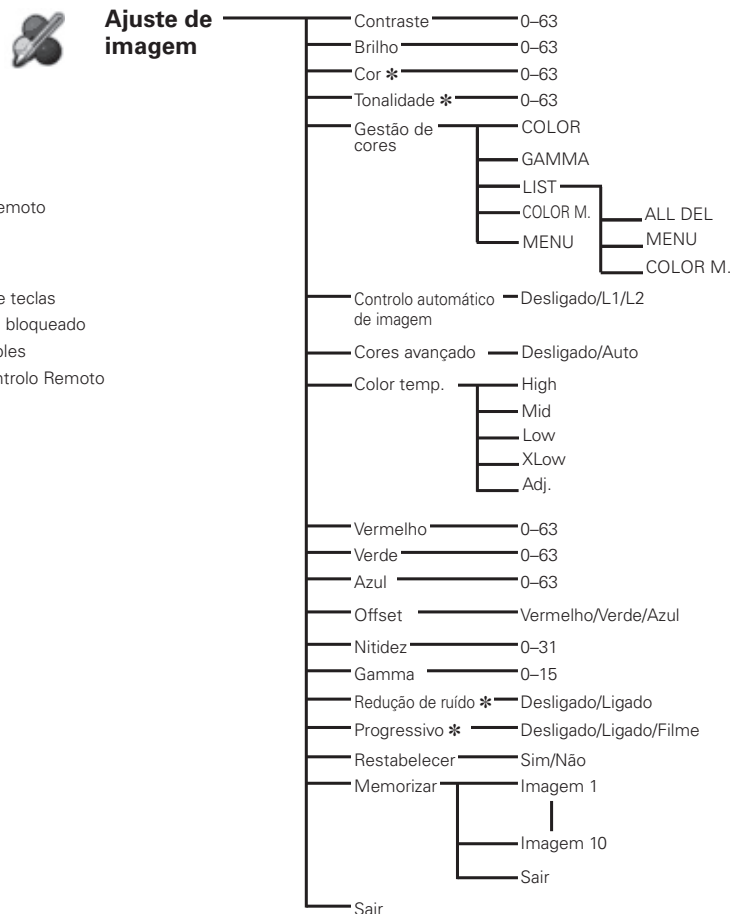 Ajuste de
imagem
Contraste 0–63
Brilho 0–63
Cor ✻ 0–63
Tonalidade ✻ 0–63
Gestão de
cores
COLOR
GAMMA
LIST
COLOR M.
MENU
ALL DEL
MENU
COLOR M.
Controlo automático
de imagem
Desligado/L1/L2
Cores avançado Desligado/Auto
Color temp. High
Mid
Low
XLow
Adj.
Vermelho 0–63
Verde 0–63
Azul 0–63
Offset Vermelho/Verde/Azul
Nitidez 0–31
Gamma 0–15
Redução de ruído ✻ Desligado/Ligado
Progressivo ✻ Desligado/Ligado/Filme
Restabelecer Sim/Não
Memorizar Imagem 1
Imagem 10
Sair
Sair
emoto
e teclas
bloqueado
ples
ntrolo Remoto